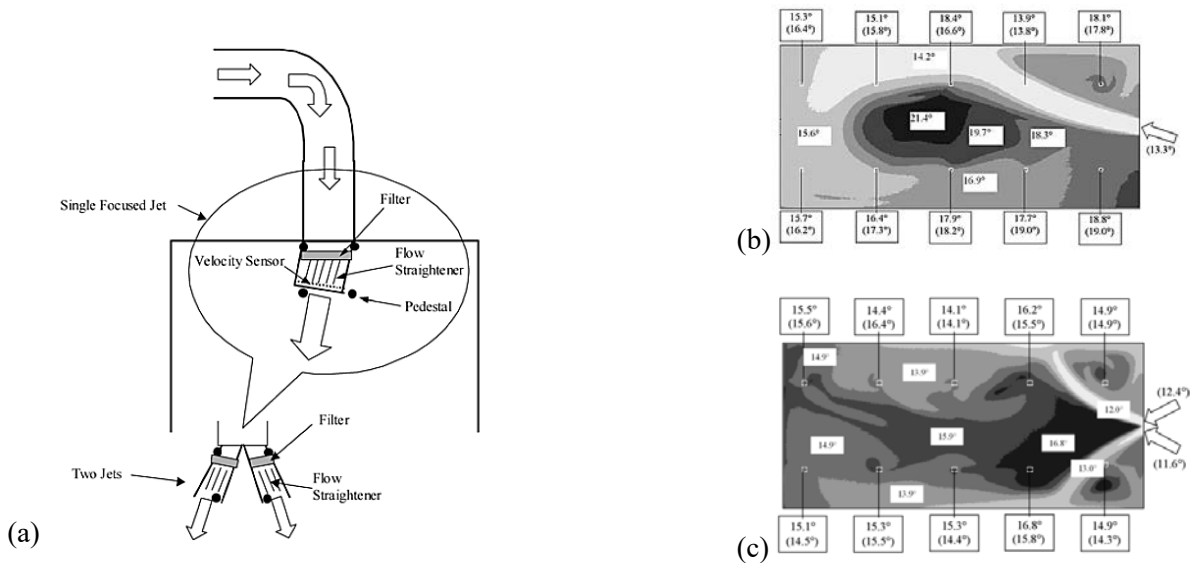 Single Focused Jet
Filter
Velocity Sensor
Flow
Straightener
Pedestal
Filter
Two Jets
Flow
Straightener
(a)
15.3° 15.1° 18.4° 13.9° 18.1°
(16.4°) (15.8°) (16.6°) (13.8°) (17.8°)
14.2°
21.4°
15.6° 19.7° 18.3°
(13.3°)
16.9°
15.7° 16.4° 17.9° 17.7° 18.8°
(16.2°) (17.3°) (18.2°) (19.0°) (19.0°)
(b)
15.5° 14.4° 14.1° 16.2° 14.9°
(15.6°) (16.4°) (14.1°) (15.5°) (14.9°)
14.9°
13.9°
(12.4°)
12.0°
14.9° 15.9° 16.8°
13.0°
(11.6°)
13.9°
15.1° 15.3° 15.3° 16.8° 14.9°
(14.5°) (15.5°) (14.4°) (15.8°) (14.3°)
(c)